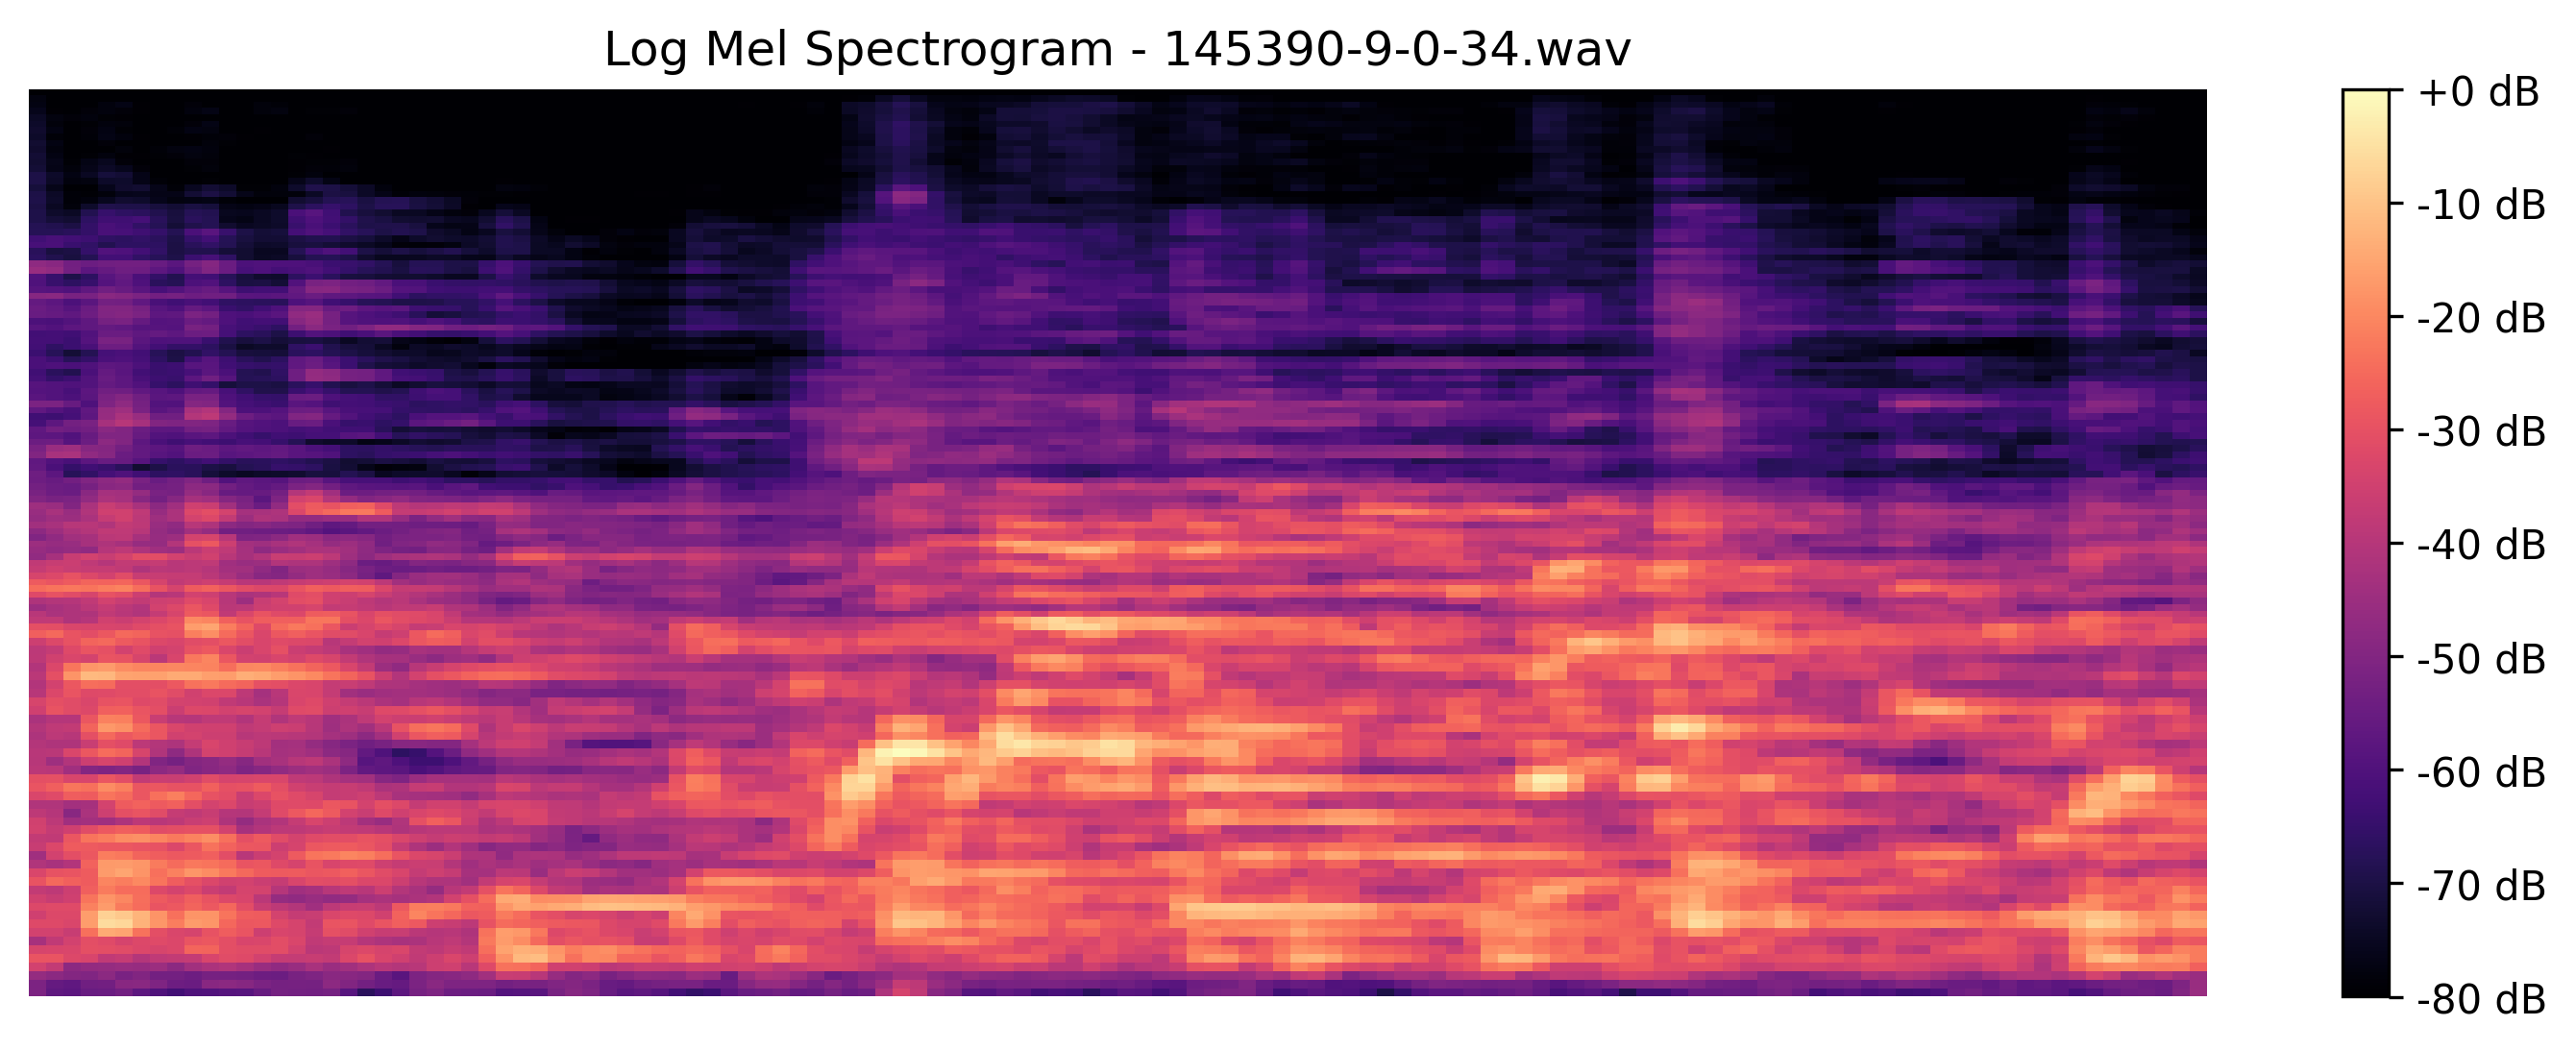 Log Mel Spectrogram - 145390-9-0-34.wav
+0 dB
-10 dB
-20 dB
-30 dB
-40 dB
-50 dB
-60 dB
-70 dB
-80 dB